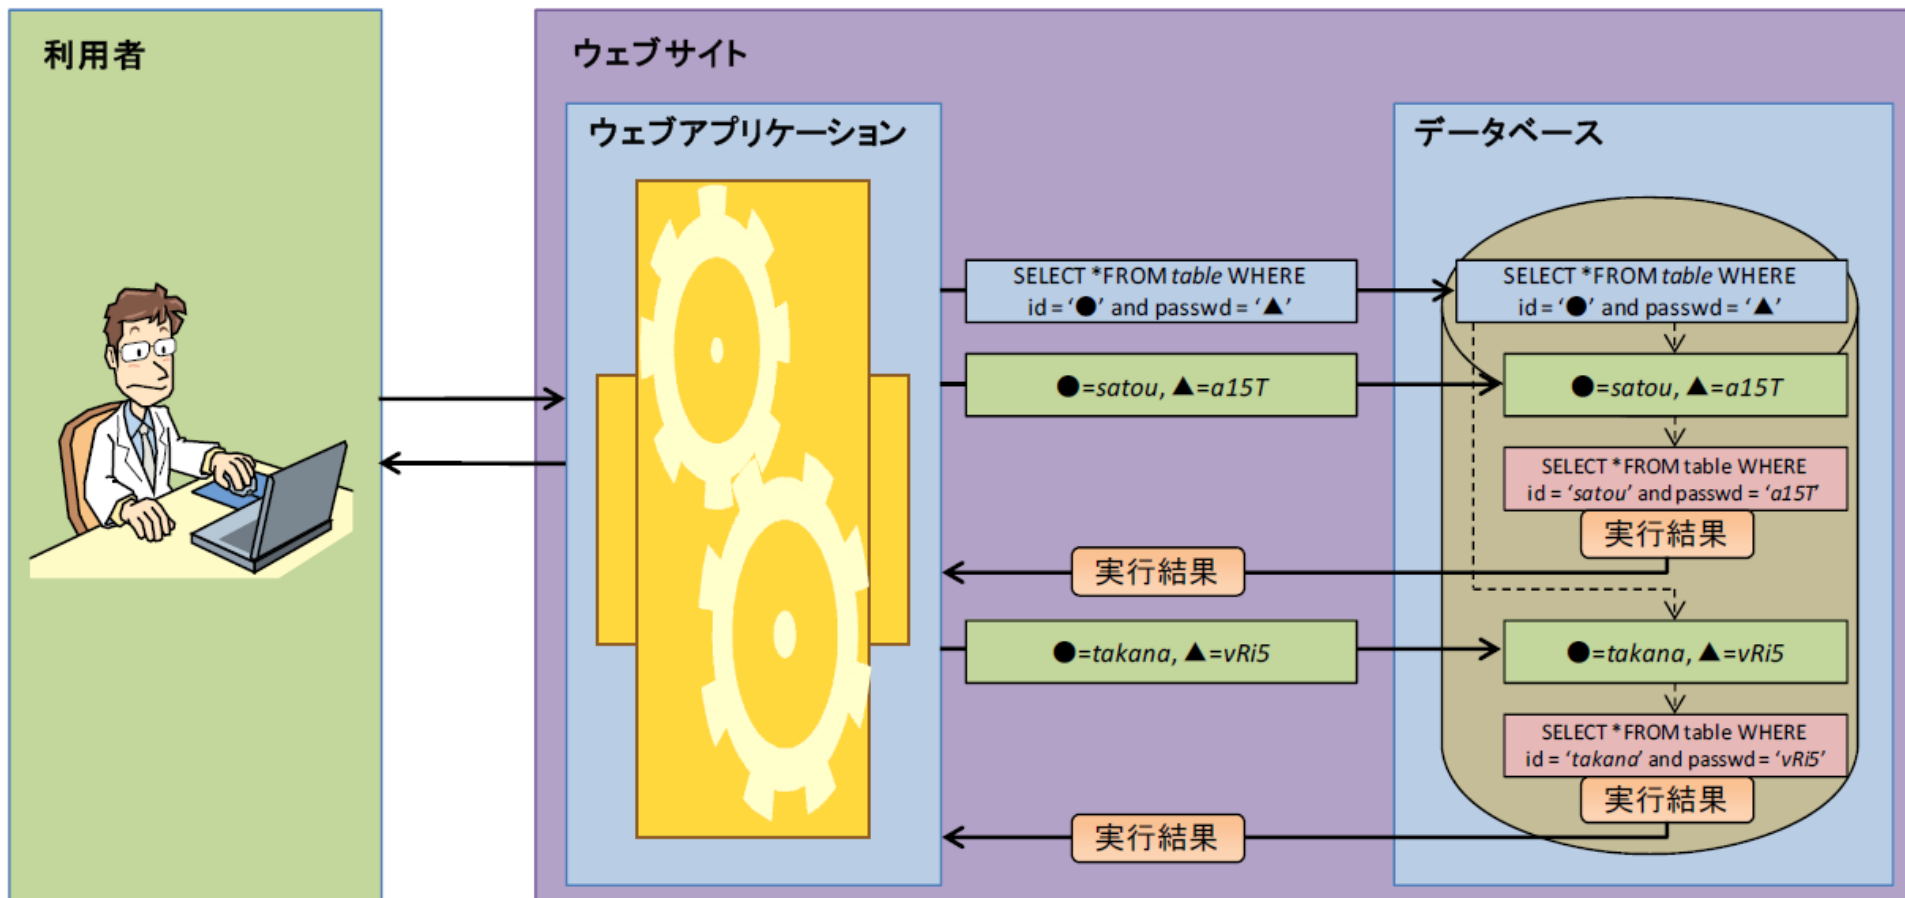 利用者
ウェブサイト
ウェブアプリケーション
データベース
SELECT *FROM table WHERE
id = ‘●’ and passwd = ‘▲’
SELECT *FROM table WHERE
id = ‘●’ and passwd = ‘▲’
●=satou, ▲=a15T
●=satou, ▲=a15T
SELECT *FROM table WHERE
id = ‘satou’ and passwd = ‘a15T’
実行結果
実行結果
●=takana, ▲=vRi5
●=takana, ▲=vRi5
SELECT *FROM table WHERE
id = ‘takana’ and passwd = ‘vRi5’
実行結果
実行結果